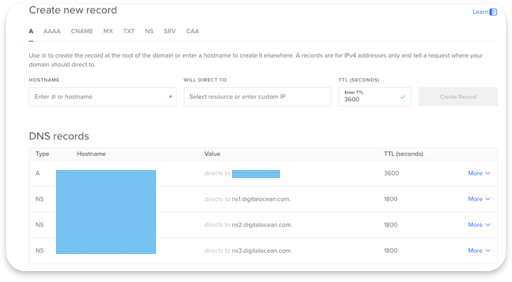 Create new record
Learn
A AAAA CNAME MX TXT NS SRV CAA
Use @ to create the record at the root of the domain or enter a hostname to create it elsewhere. A records are for IPv4 addresses only and tell a request where your
domain should direct to.
HOSTNAME WILL DIRECT TO TTL (SECONDS)
Enter @ or hostname Select resource or enter custom IP Enter TTL 3600 Create Record
DNS records
Type Hostname Value TTL (seconds)
A directs to 3600 More
NS directs to ns1.digitalocean.com. 1800 More
NS directs to ns2.digitalocean.com. 1800 More
NS directs to ns3.digitalocean.com. 1800 More